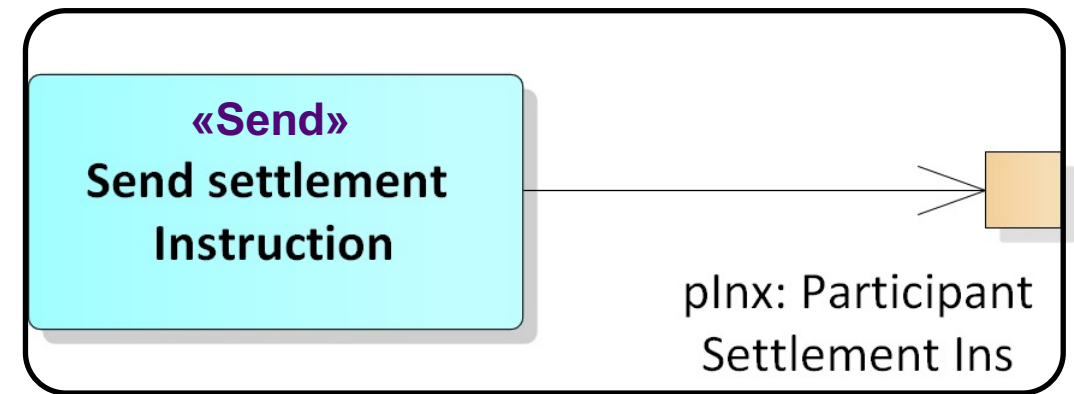 «Send»
Send settlement
Instruction
pInx: Participant
Settlement Ins